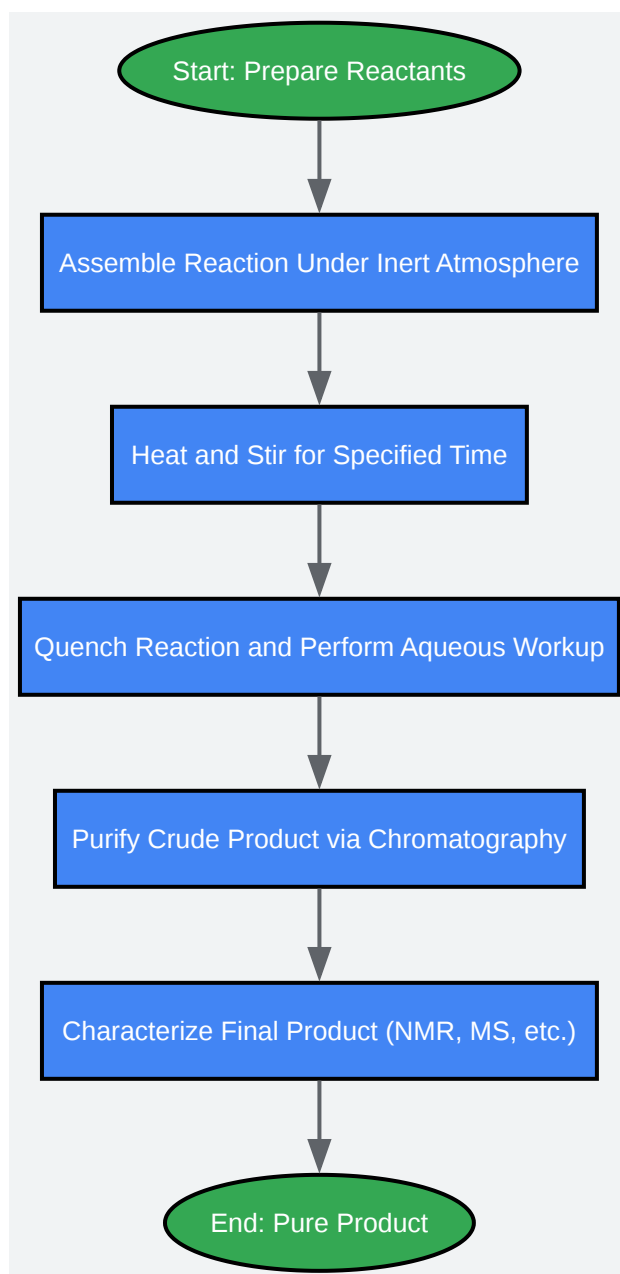 Start: Prepare Reactants
Assemble Reaction Under Inert Atmosphere
Heat and Stir for Specified Time
Quench Reaction and Perform Aqueous Workup
Purify Crude Product via Chromatography
Characterize Final Product (NMR, MS, etc.)
End: Pure Product